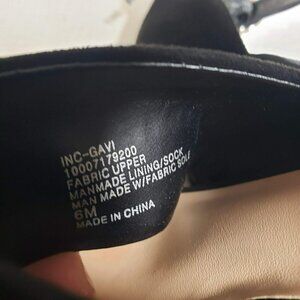 INC-GAVI
10007179200
FABRIC UPPER
MANMADE LINING/SOCK
MAN MADE W/FABRIC SOLE
6M
MADE IN CHINA